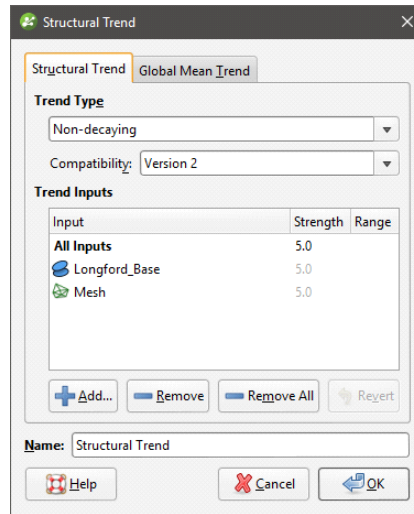 Structural Trend
Structural Trend Global Mean Trend
Trend Type
Non-decaying
Compatibility: Version 2
Trend Inputs
Input Strength Range
All Inputs 5.0
Longford_Base 5.0
Mesh 5.0
Add... Remove Remove All Revert
Name: Structural Trend
Help Cancel OK